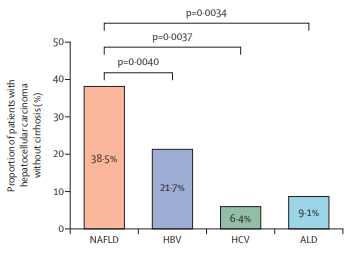 p=0·0034
p=0·0037
p=0·0040
Proportion of patients with
hepatocellular carcinoma
without cirrhosis (%)
50
40
30
20
10
0
38·5%
21·7%
6·4%
9·1%
NAFLD HBV HCV ALD